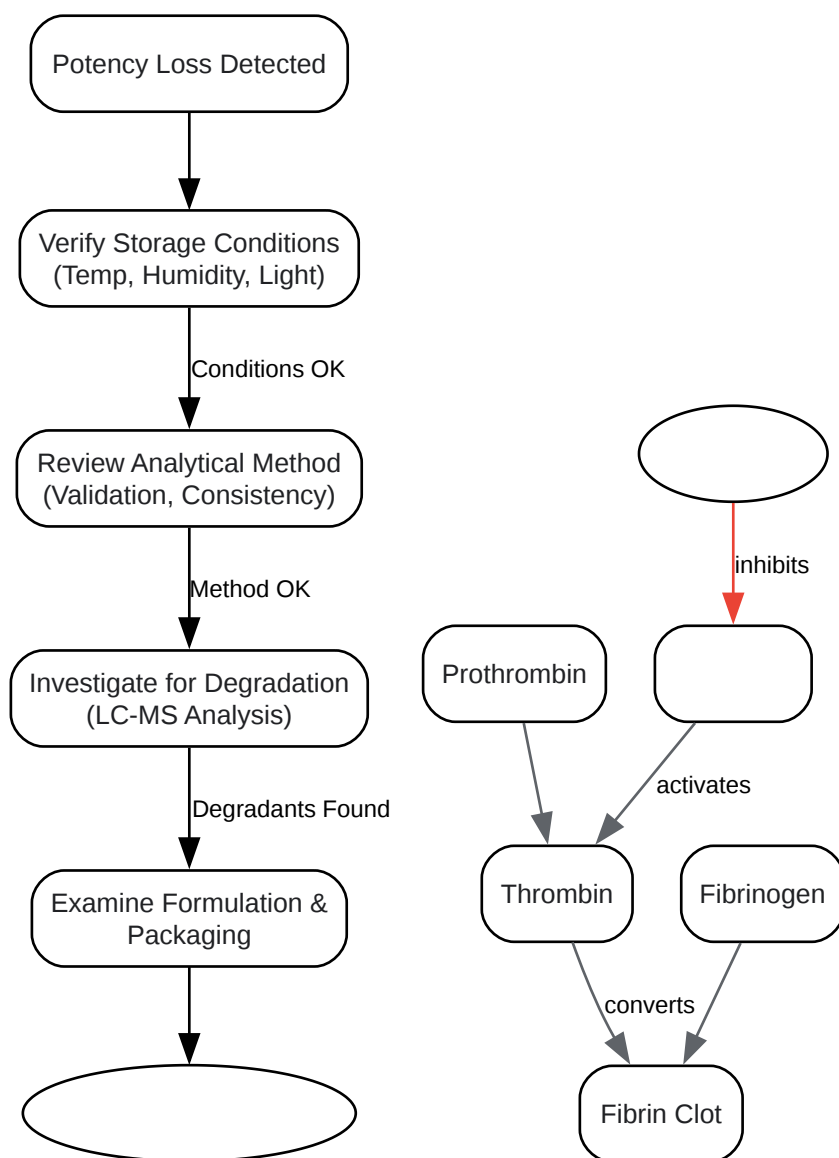 Potency Loss Detected
Verify Storage Conditions
(Temp, Humidity, Light)
Conditions OK
Review Analytical Method
(Validation, Consistency)
Method OK
Investigate for Degradation
(LC-MS Analysis)
Degradants Found
Examine Formulation &
Packaging
inhibits
Prothrombin
activates
Thrombin
Fibrinogen
converts
Fibrin Clot